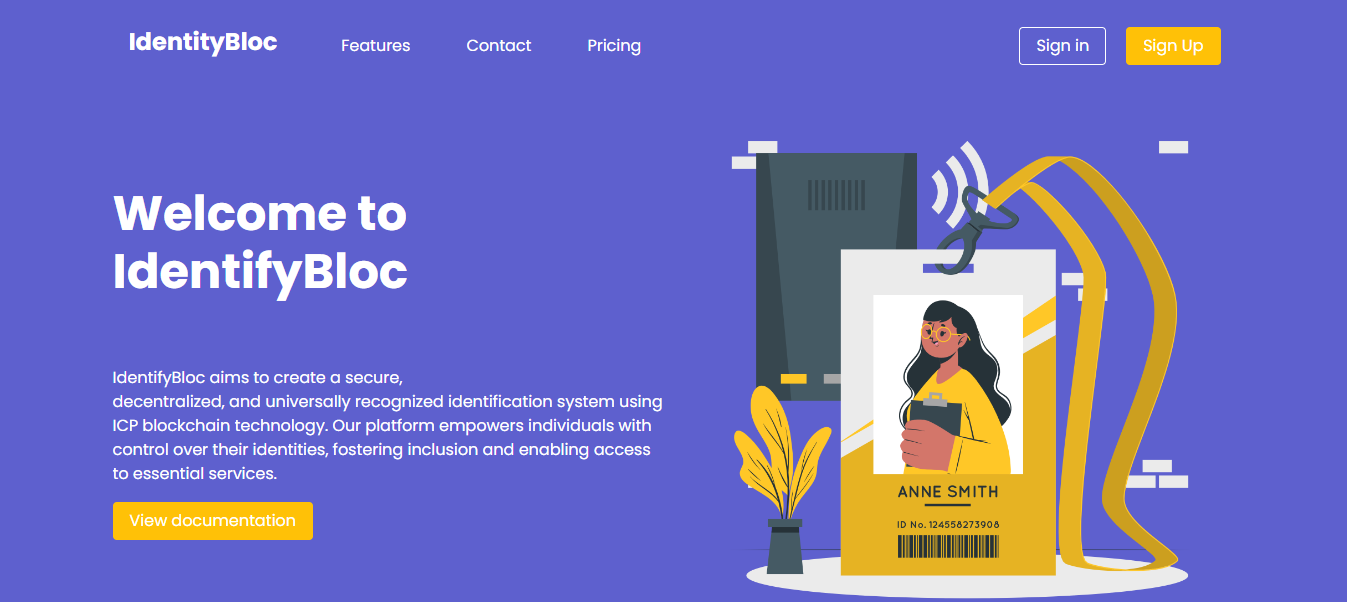 IdentityBloc
Features
Contact
Pricing
Sign in
Sign Up
Welcome to
IdentifyBloc
IdentifyBloc aims to create a secure,
decentralized, and universally recognized identification system using
ICP blockchain technology. Our platform empowers individuals with
control over their identities, fostering inclusion and enabling access
to essential services.
View documentation
ANNE SMITH
ID No. 124558273908